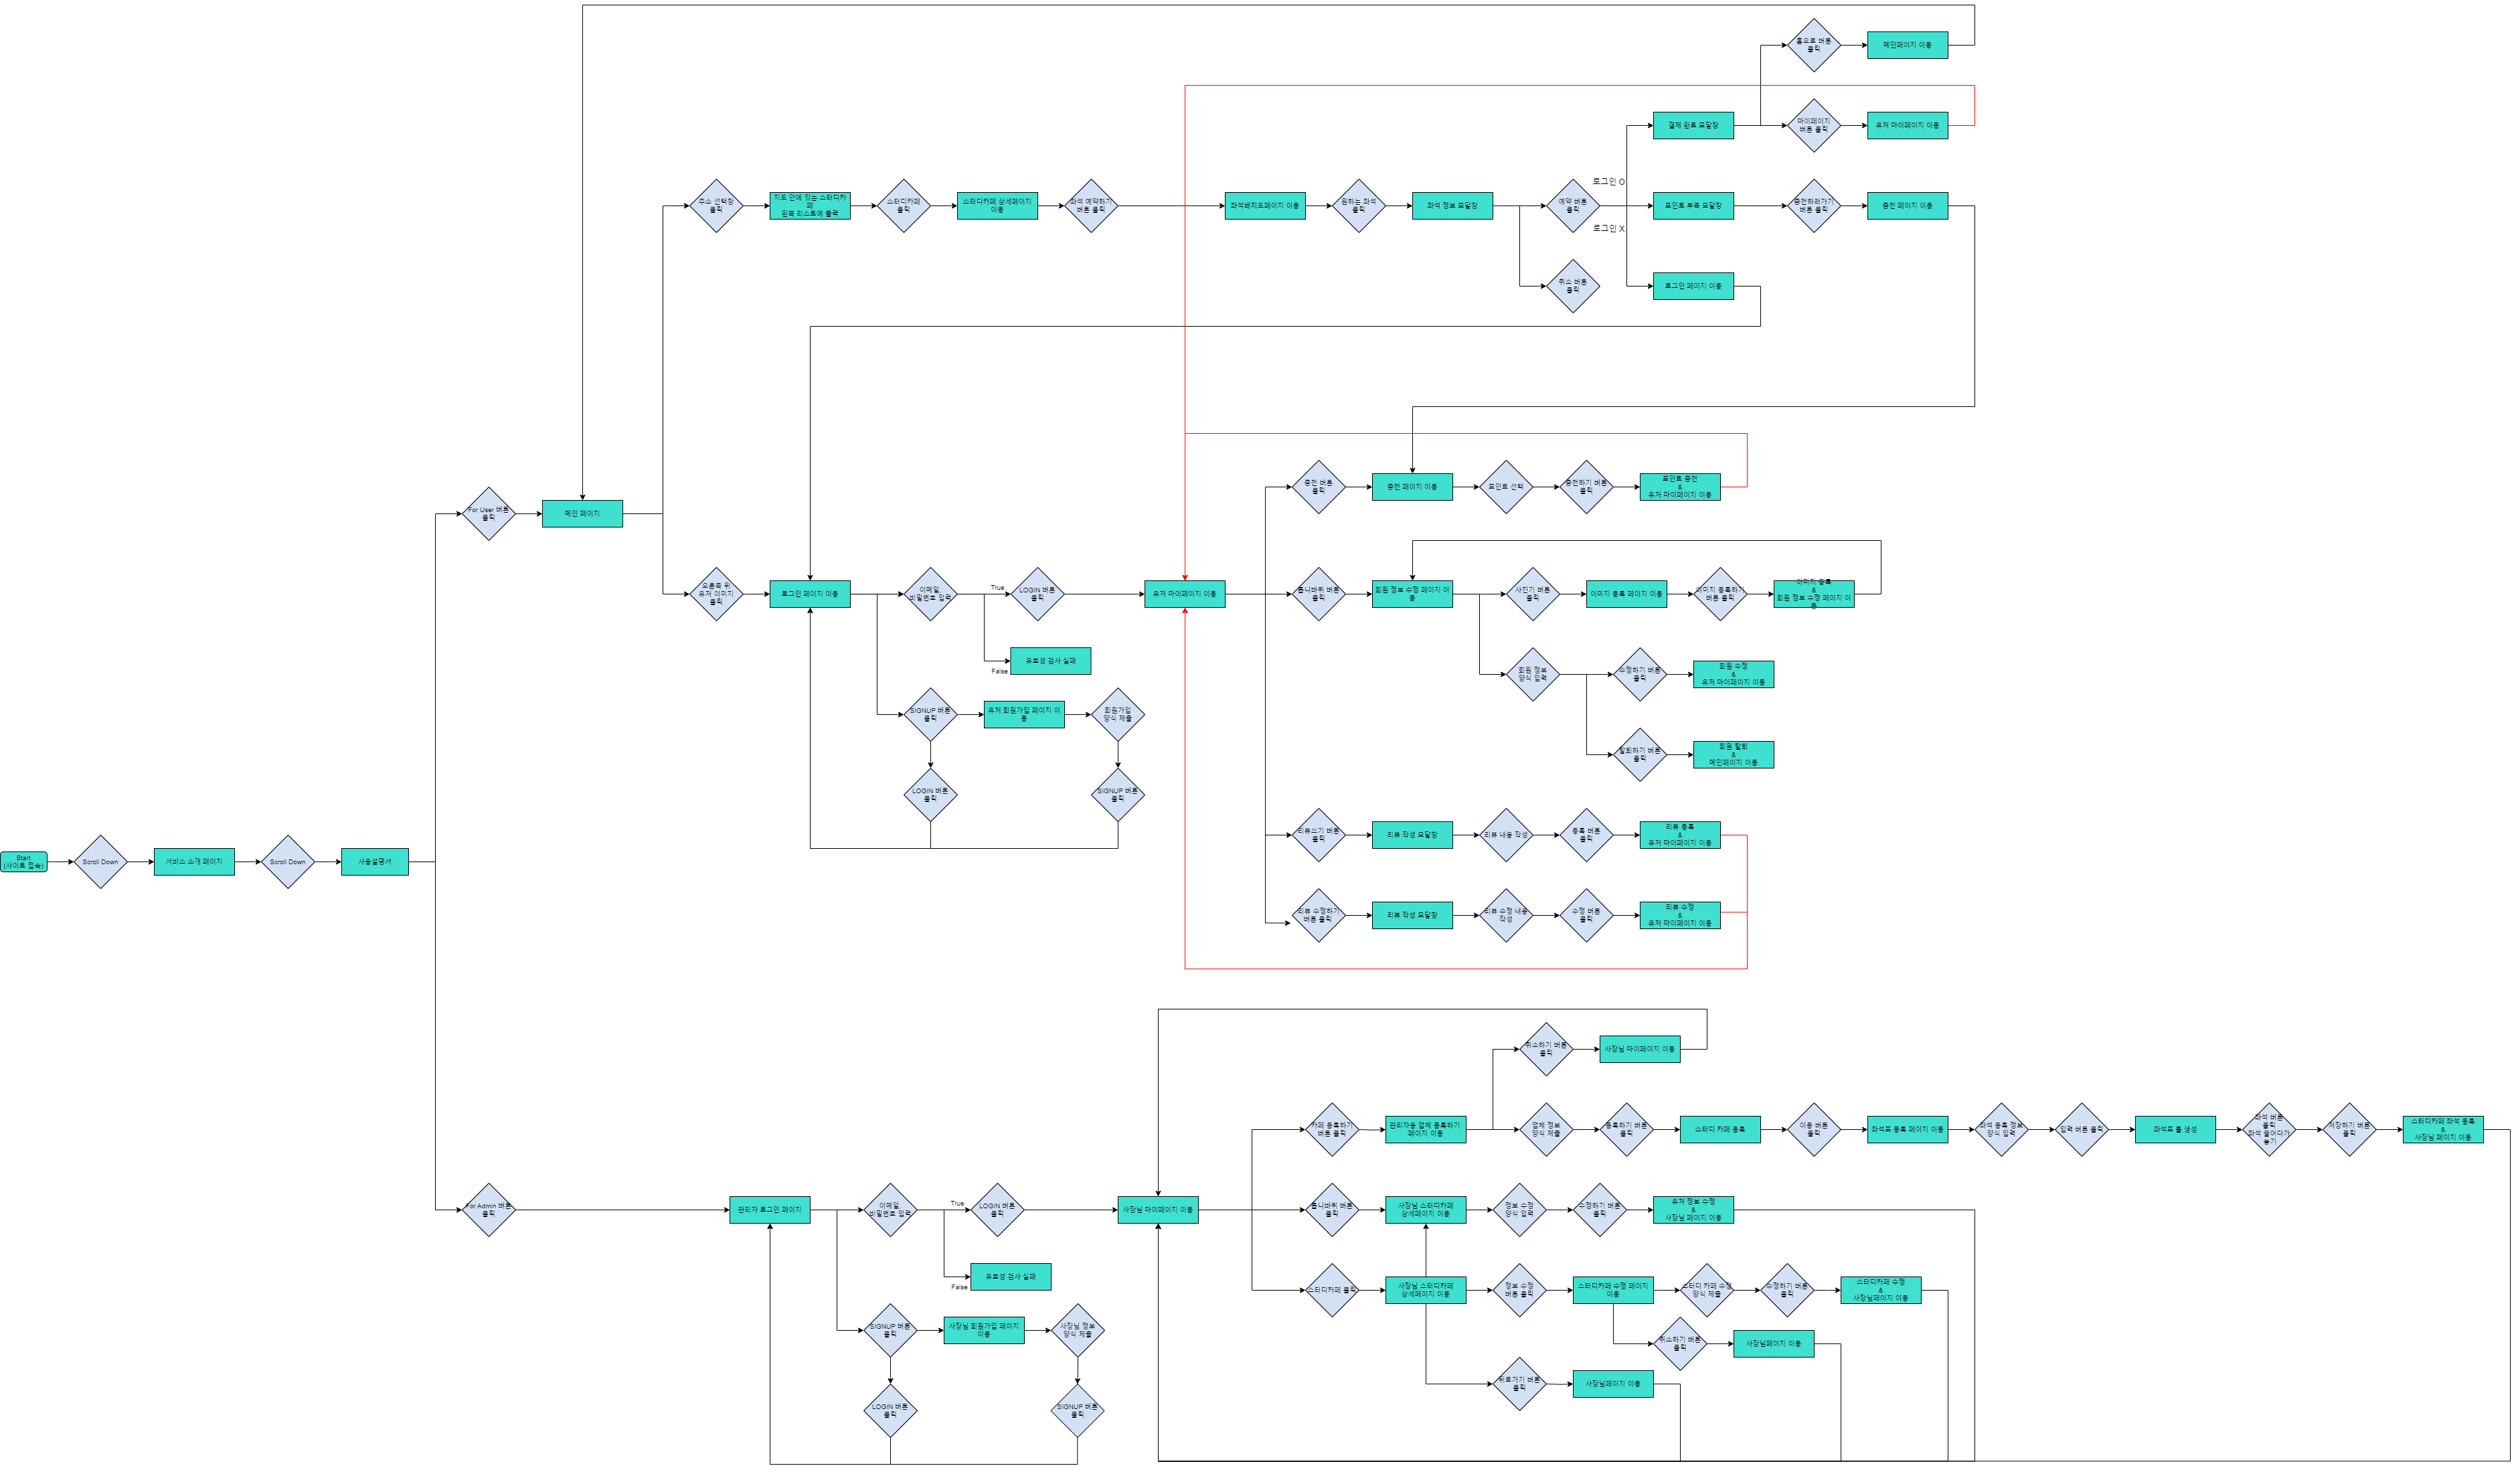 홈으로 버튼
클릭
메인페이지 이동
결제 완료 모달창
마이페이지
버튼 클릭
유저 마이페이지 이동
로그인 O
주소 선택창
클릭
지도 안에 있는 스터디카
페
왼쪽 리스트에 출력
스터디카페
클릭
스터디카페 상세페이지
이동
좌석 예약하기
버튼 클릭
좌석배치도페이지 이동
원하는 좌석
클릭
좌석 정보 모달창
예약 버튼
클릭
포인트 부족 모달창
충전하러가기
버튼 클릭
충전 페이지 이동
로그인 X
취소 버튼
클릭
로그인 페이지 이동
충전 버튼
클릭
충전 페이지 이동
포인트 선택
충전하기 버튼
클릭
포인트 충전
&
유저 마이페이지 이동
For User 버튼
클릭
메인 페이지
오른쪽 위
유저 이미지
클릭
로그인 페이지 이동
이메일,
비밀번호 입력
True
LOGIN 버튼
클릭
유저 마이페이지 이동
톱니바퀴 버튼
클릭
회원 정보 수정 페이지 이
동
사진기 버튼
클릭
이미지 등록 페이지 이동
이미지 등록하기
버튼 클릭
이미지 등록
&
회원 정보 수정 페이지 이
동
False
유효성 검사 실패
회원 정보
양식 입력
수정하기 버튼
클릭
회원 수정
&
유저 마이페이지 이동
SIGNUP 버튼
클릭
유저 회원가입 페이지 이
동
회원가입
양식 제출
탈퇴하기 버튼
클릭
회원 탈퇴
&
메인페이지 이동
LOGIN 버튼
클릭
SIGNUP 버튼
클릭
리뷰쓰기 버튼
클릭
리뷰 작성 모달창
리뷰 내용 작성
등록 버튼
클릭
리뷰 등록
&
유저 마이페이지 이동
Start
(사이트 접속)
Scroll Down
서비스 소개 페이지
Scroll Down
사용설명서
리뷰 수정하기
버튼 클릭
리뷰 작성 모달창
리뷰 수정 내용
작성
수정 버튼
클릭
리뷰 수정
&
유저 마이페이지 이동
취소하기 버튼
클릭
사장님 마이페이지 이동
카페 등록하기
버튼 클릭
관리자용 업체 등록하기
페이지 이동
업체 정보
양식 제출
등록하기 버튼
클릭
스터디 카페 등록
이동 버튼
클릭
좌석표 등록 페이지 이동
좌석 등록 정보
양식 입력
입력 버튼 클릭
좌석표 틀 생성
좌석 버튼
클릭
좌석 끌어다가
놓기
저장하기 버튼
클릭
스터디카페 좌석 등록
&
사장님 페이지 이동
For Admin 버튼
클릭
관리자 로그인 페이지
이메일,
비밀번호 입력
True
LOGIN 버튼
클릭
사장님 마이페이지 이동
톱니바퀴 버튼
클릭
사장님 스터디카페
상세페이지 이동
정보 수정
양식 입력
수정하기 버튼
클릭
유저 정보 수정
&
사장님 페이지 이동
False
유효성 검사 실패
스터디카페 클릭
사장님 스터디카페
상세페이지 이동
정보 수정
버튼 클릭
스터디카페 수정 페이지
이동
스터디 카페 수정
양식 제출
수정하기 버튼
클릭
스터디카페 수정
&
사장님페이지 이동
SIGNUP 버튼
클릭
사장님 회원가입 페이지
이동
사장님 정보
양식 제출
취소하기 버튼
클릭
사장님페이지 이동
뒤로가기 버튼
클릭
사장님페이지 이동
LOGIN 버튼
클릭
SIGNUP 버튼
클릭